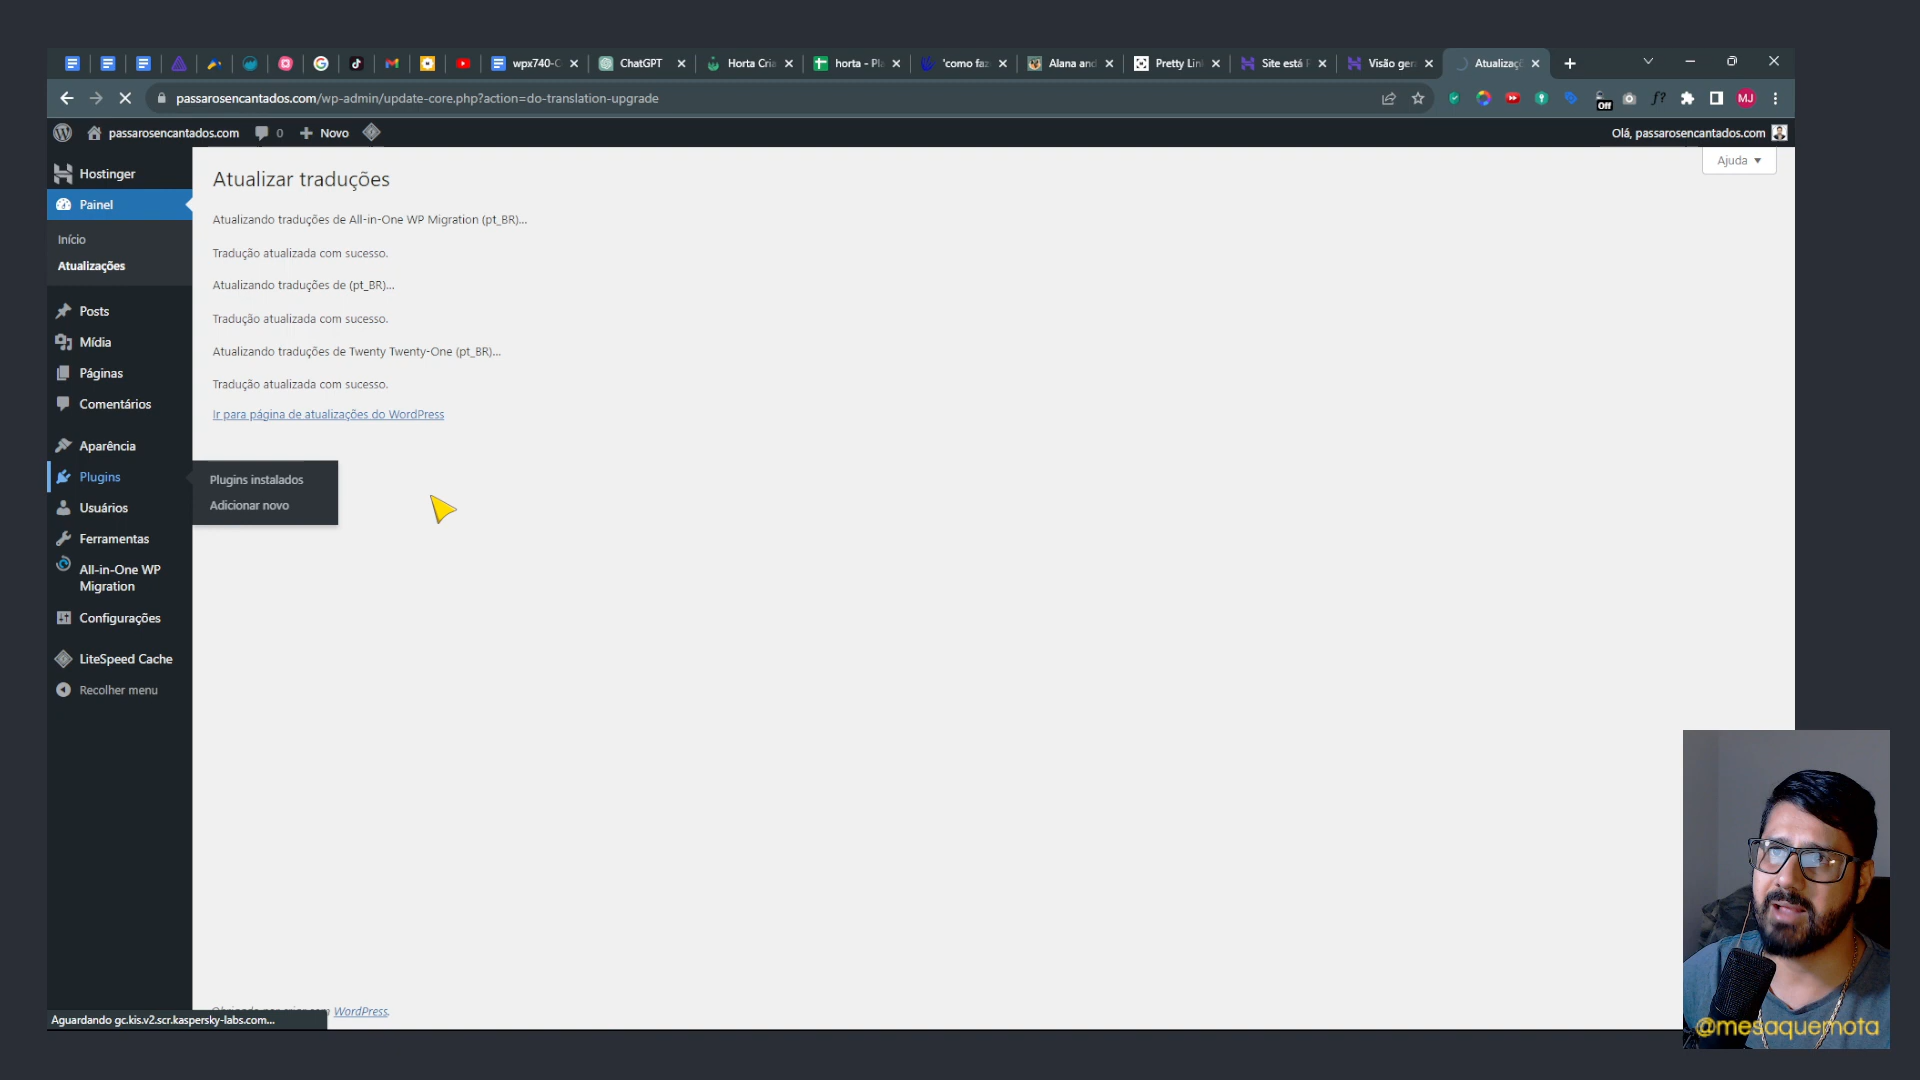 wpx740-C
ChatGPT
Horta Cria
horta - Pla
'como faz
Alana and
Pretty Lin
Site está P
Visão gera
Atualizaçõ
passarosencantados.com/wp-admin/update-core.php?action=do-translation-upgrade
Off
f?
MJ
passarosencantados.com
0
Novo
Olá, passarosencantados.com
Ajuda
Hostinger
Painel
Início
Atualizações
Posts
Mídia
Páginas
Comentários
Aparência
Plugins
Usuários
Ferramentas
All-in-One WP
Migration
Configurações
LiteSpeed Cache
Recolher menu
Plugins instalados
Adicionar novo
Atualizar traduções
Atualizando traduções de All-in-One WP Migration (pt_BR)...
Tradução atualizada com sucesso.
Atualizando traduções de (pt_BR)...
Tradução atualizada com sucesso.
Atualizando traduções de Twenty Twenty-One (pt_BR)...
Tradução atualizada com sucesso.
Ir para página de atualizações do WordPress
WordPress.
Aguardando gc.kis.v2.scr.kaspersky-labs.com...
@mesaquemota